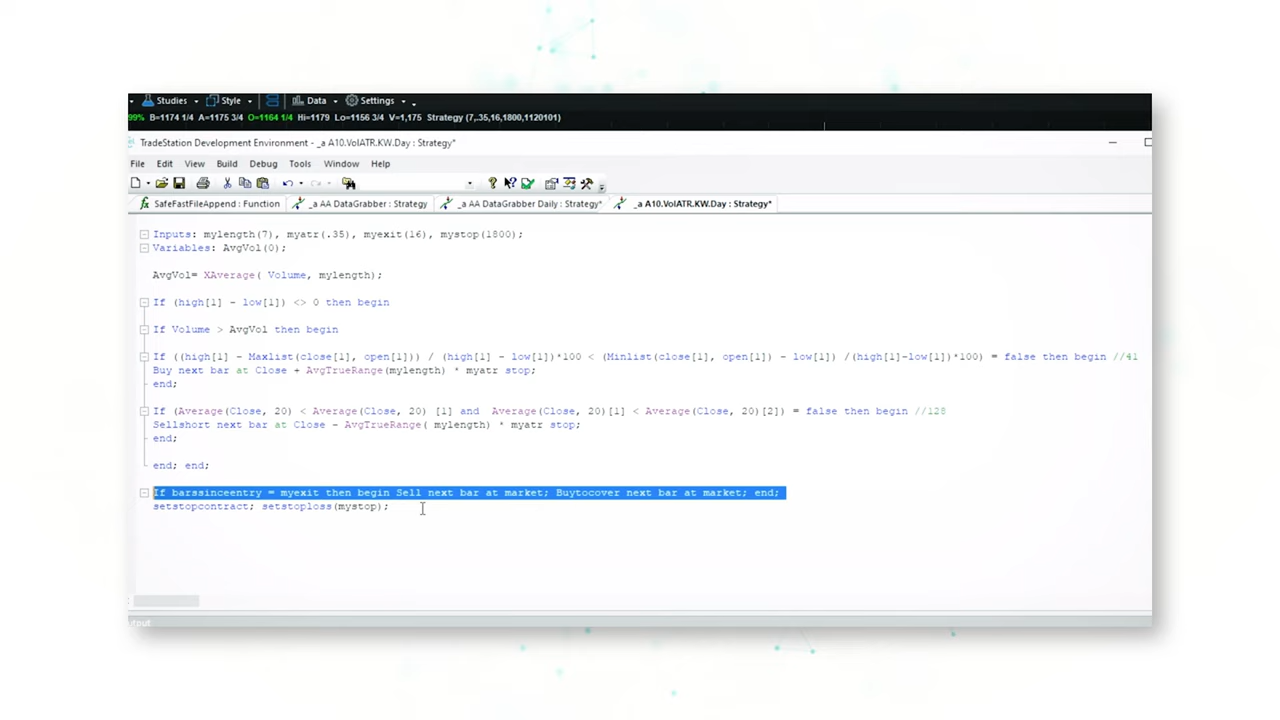 Studies Style Data Settings
99% B=1174 1/4 A=1175 3/4 O=1164 1/4 Hi=1179 Lo=1156 3/4 V=1,175 Strategy (7,.35,16,1800,1120101)
TradeStation Development Environment - _a A10.VolATR.KW.Day : Strategy*
File Edit View Build Debug Tools Window Help
SafeFastFileAppend : Function _a AA DataGrabber : Strategy _a AA DataGrabber Daily : Strategy* _a A10.VolATR.KW.Day : Strategy*
Inputs: mylength(7), myatr(.35), myexit(16), mystop(1800);
Variables: AvgVol(0);
AvgVol= XAverage( Volume, mylength);
If (high[1] - low[1]) <> 0 then begin
If Volume > AvgVol then begin
If ((high[1] - Maxlist(close[1], open[1])) / (high[1] - low[1])*100 < (Minlist(close[1], open[1]) - low[1]) /(high[1]-low[1])*100) = false then begin //41
Buy next bar at Close + AvgTrueRange(mylength) * myatr stop;
end;
If (Average(Close, 20) < Average(Close, 20) [1] and Average(Close, 20)[1] < Average(Close, 20)[2]) = false then begin //128
Sellshort next bar at Close - AvgTrueRange( mylength) * myatr stop;
end;
end; end;
If barssinceentry = myexit then begin Sell next bar at market; Buytocover next bar at market; end;
setstopcontract; setstoploss(mystop);